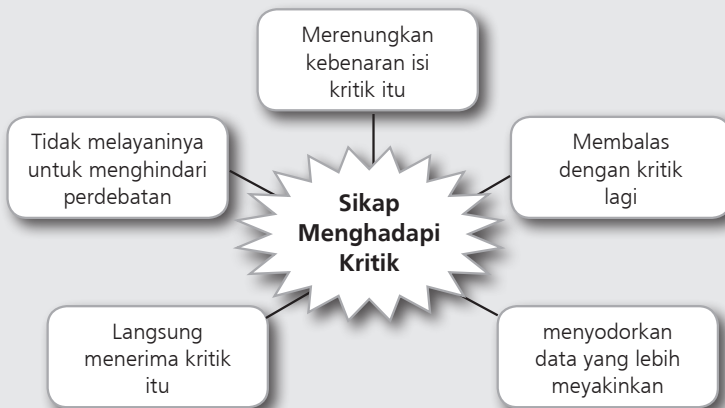 Merenungkan
kebenaran isi
kritik itu
Tidak melayaninya
untuk menghindari
perdebatan
Membalas
dengan kritik
lagi
Sikap
Menghadapi
Kritik
Langsung
menerima kritik
itu
menyodorkan
data yang lebih
meyakinkan